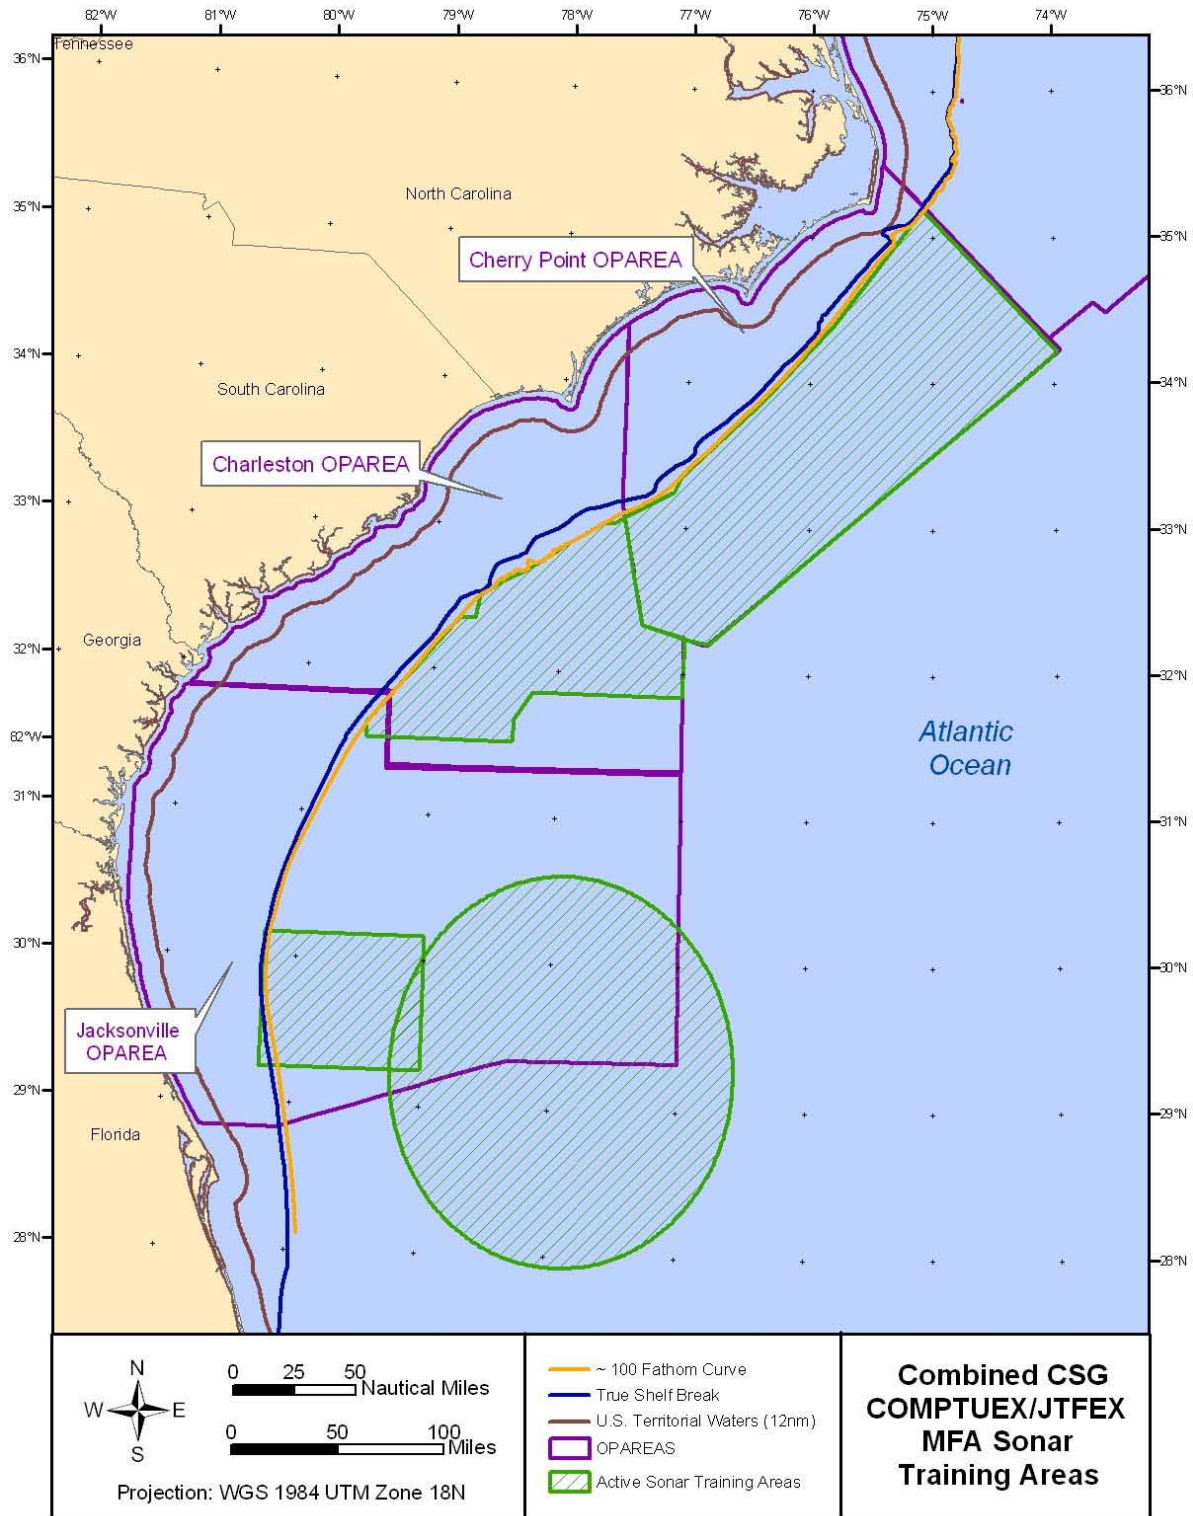 82°W 81°W 80°W 79°W 78°W 77°W 76°W 75°W 74°W
Tennessee
36°N
36°N
North Carolina
35°N
35°N
Cherry Point OPAREA
34°N
34°N
South Carolina
Charleston OPAREA
33°N
33°N
Georgia
32°N
32°N
82°W
Atlantic
Ocean
31°N
31°N
30°N
30°N
Jacksonville
OPAREA
29°N
29°N
Florida
28°N
28°N
N
W E
S
0 25 50
Nautical Miles
0 50 100
Miles
Projection: WGS 1984 UTM Zone 18N
~ 100 Fathom Curve
True Shelf Break
U.S. Territorial Waters (12nm)
OPAREAS
Active Sonar Training Areas
Combined CSG
COMPTUEX/JTFEX
MFA Sonar
Training Areas